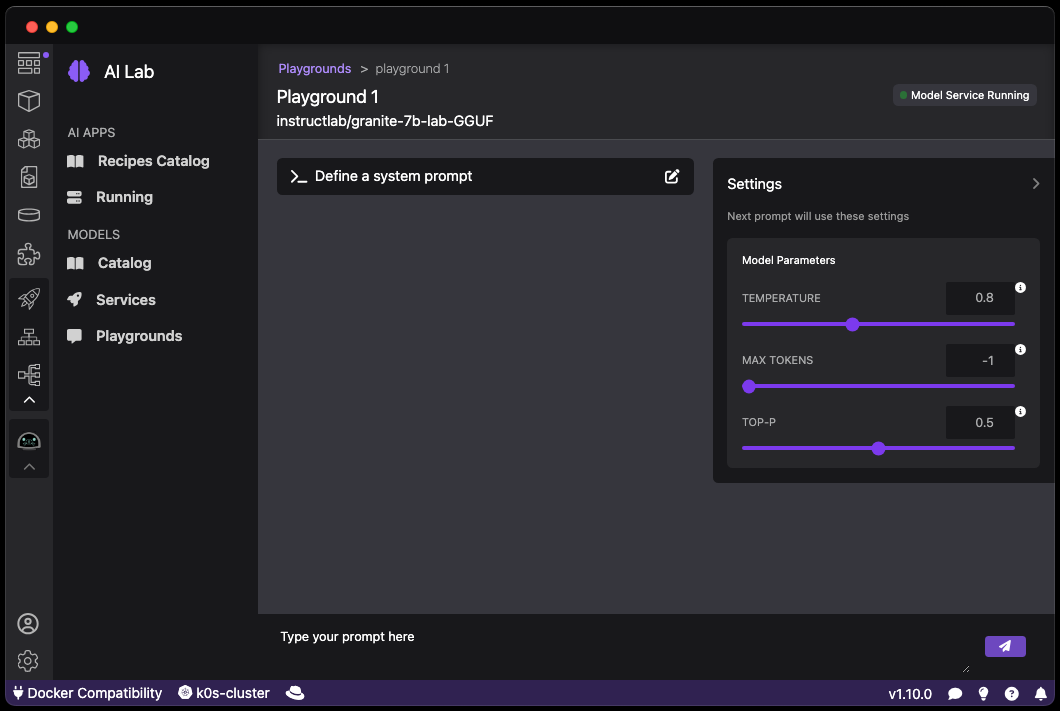 AI Lab
AI APPS
Recipes Catalog
Running
MODELS
Catalog
Services
Playgrounds
Playgrounds > playground 1
Playground 1
instructlab/granite-7b-lab-GGUF
Model Service Running
Define a system prompt
Settings
Next prompt will use these settings
Model Parameters
TEMPERATURE 0.8
MAX TOKENS -1
TOP-P 0.5
Type your prompt here
Docker Compatibility k0s-cluster v1.10.0